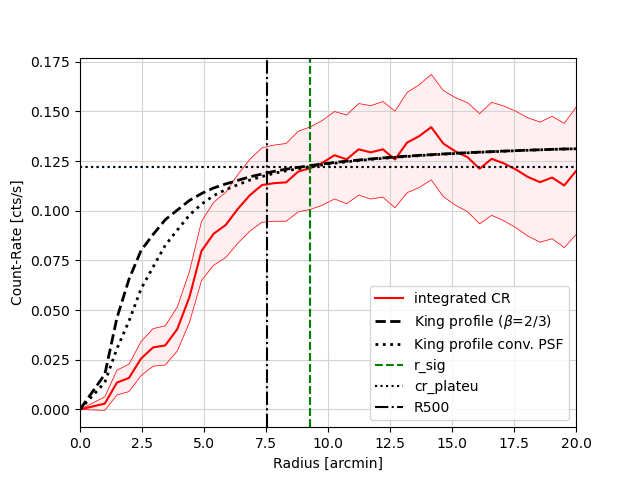 0.175
0.150
0.125
0.100
0.075
0.050
0.025
0.000
Count-Rate [cts/s]
integrated CR
King profile (β=2/3)
King profile conv. PSF
r_sig
cr_plateu
R500
0.0 2.5 5.0 7.5 10.0 12.5 15.0 17.5 20.0
Radius [arcmin]